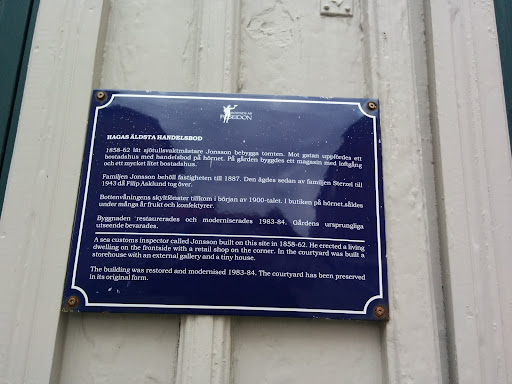 BOSTADS AB
POSEIDON
HAGAS ÄLDSTA HANDELSBOD
1858-62 lät sjötullsvaktmästare Jonsson bebygga tomten. Mot gatan uppfördes ett
bostadshus med handelsbod på hörnet. På gården byggdes ett magasin med loftgång
och ett mycket litet bostadshus.
Familjen Jonsson behöll fastigheten till 1887. Den ägdes sedan av familjen Sterzel till
1943 då Filip Åsklund tog över.
Bottenvåningens skyltfönster tillkom i början av 1900-talet. I butiken på hörnet såldes
under många år frukt och konfektyrer.
Byggnaden restaurerades och moderniserades 1983-84. Gårdens ursprungliga
utseende bevarades.
A sea customs inspector called Jonsson built on this site in 1858-62. He erected a living
dwelling on the frontside with a retail shop on the corner. In the courtyard was built a
storehouse with an external gallery and a tiny house.
The building was restored and modernised 1983-84. The courtyard has been preserved
in its original form.